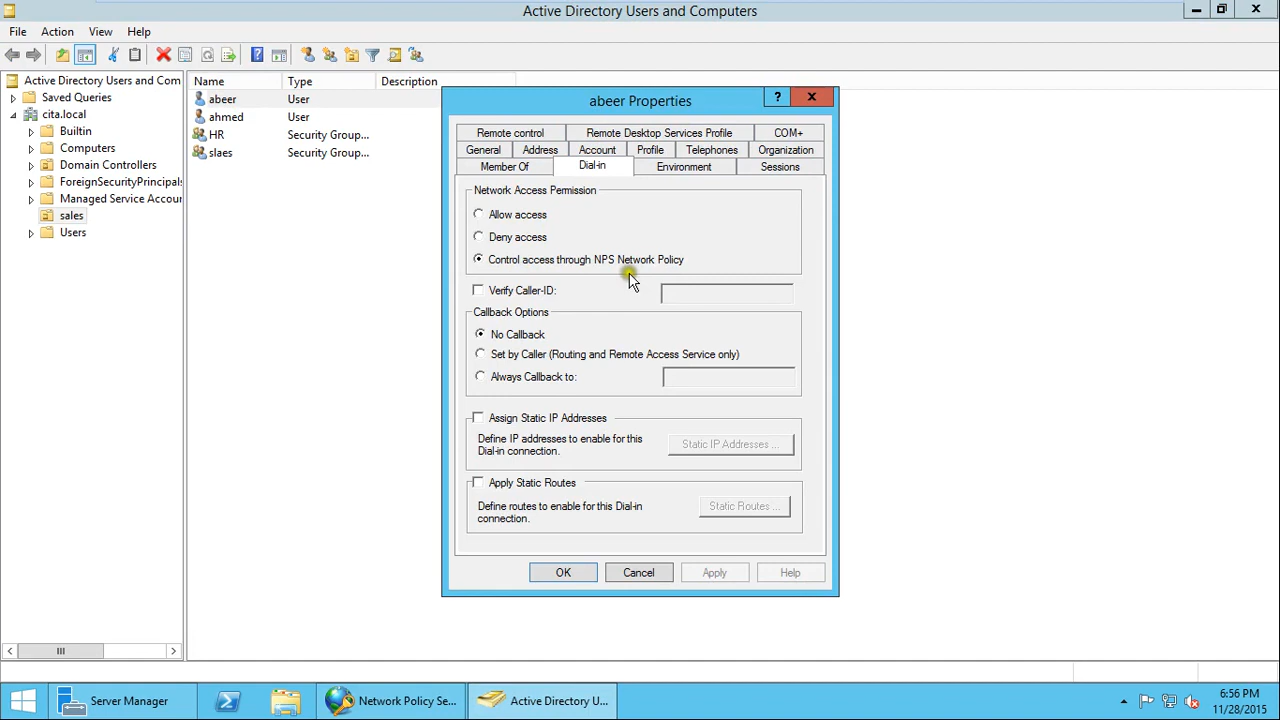 Active Directory Users and Computers
File Action View Help
Active Directory Users and Com
Saved Queries
cita.local
Builtin
Computers
Domain Controllers
ForeignSecurityPrincipals
Managed Service Accour
sales
Users
Name Type Description
abeer User
ahmed User
HR Security Group...
slaes Security Group...
abeer Properties
Remote control Remote Desktop Services Profile COM+
General Address Account Profile Telephones Organization
Member Of Dial-in Environment Sessions
Network Access Permission
Allow access
Deny access
Control access through NPS Network Policy
Verify Caller-ID:
Callback Options
No Callback
Set by Caller (Routing and Remote Access Service only)
Always Callback to:
Assign Static IP Addresses
Define IP addresses to enable for this
Dial-in connection.
Static IP Addresses ...
Apply Static Routes
Define routes to enable for this Dial-in
connection.
Static Routes ...
OK Cancel Apply Help
Server Manager
Network Policy Se...
Active Directory U...
6:56 PM
11/28/2015